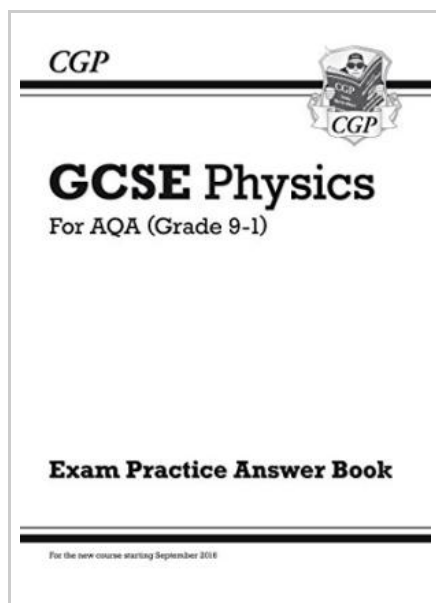 CGP
CGP
CGP
GCSE Physics
For AQA (Grade 9-1)
Exam Practice Answer Book
For the new course starting September 2016